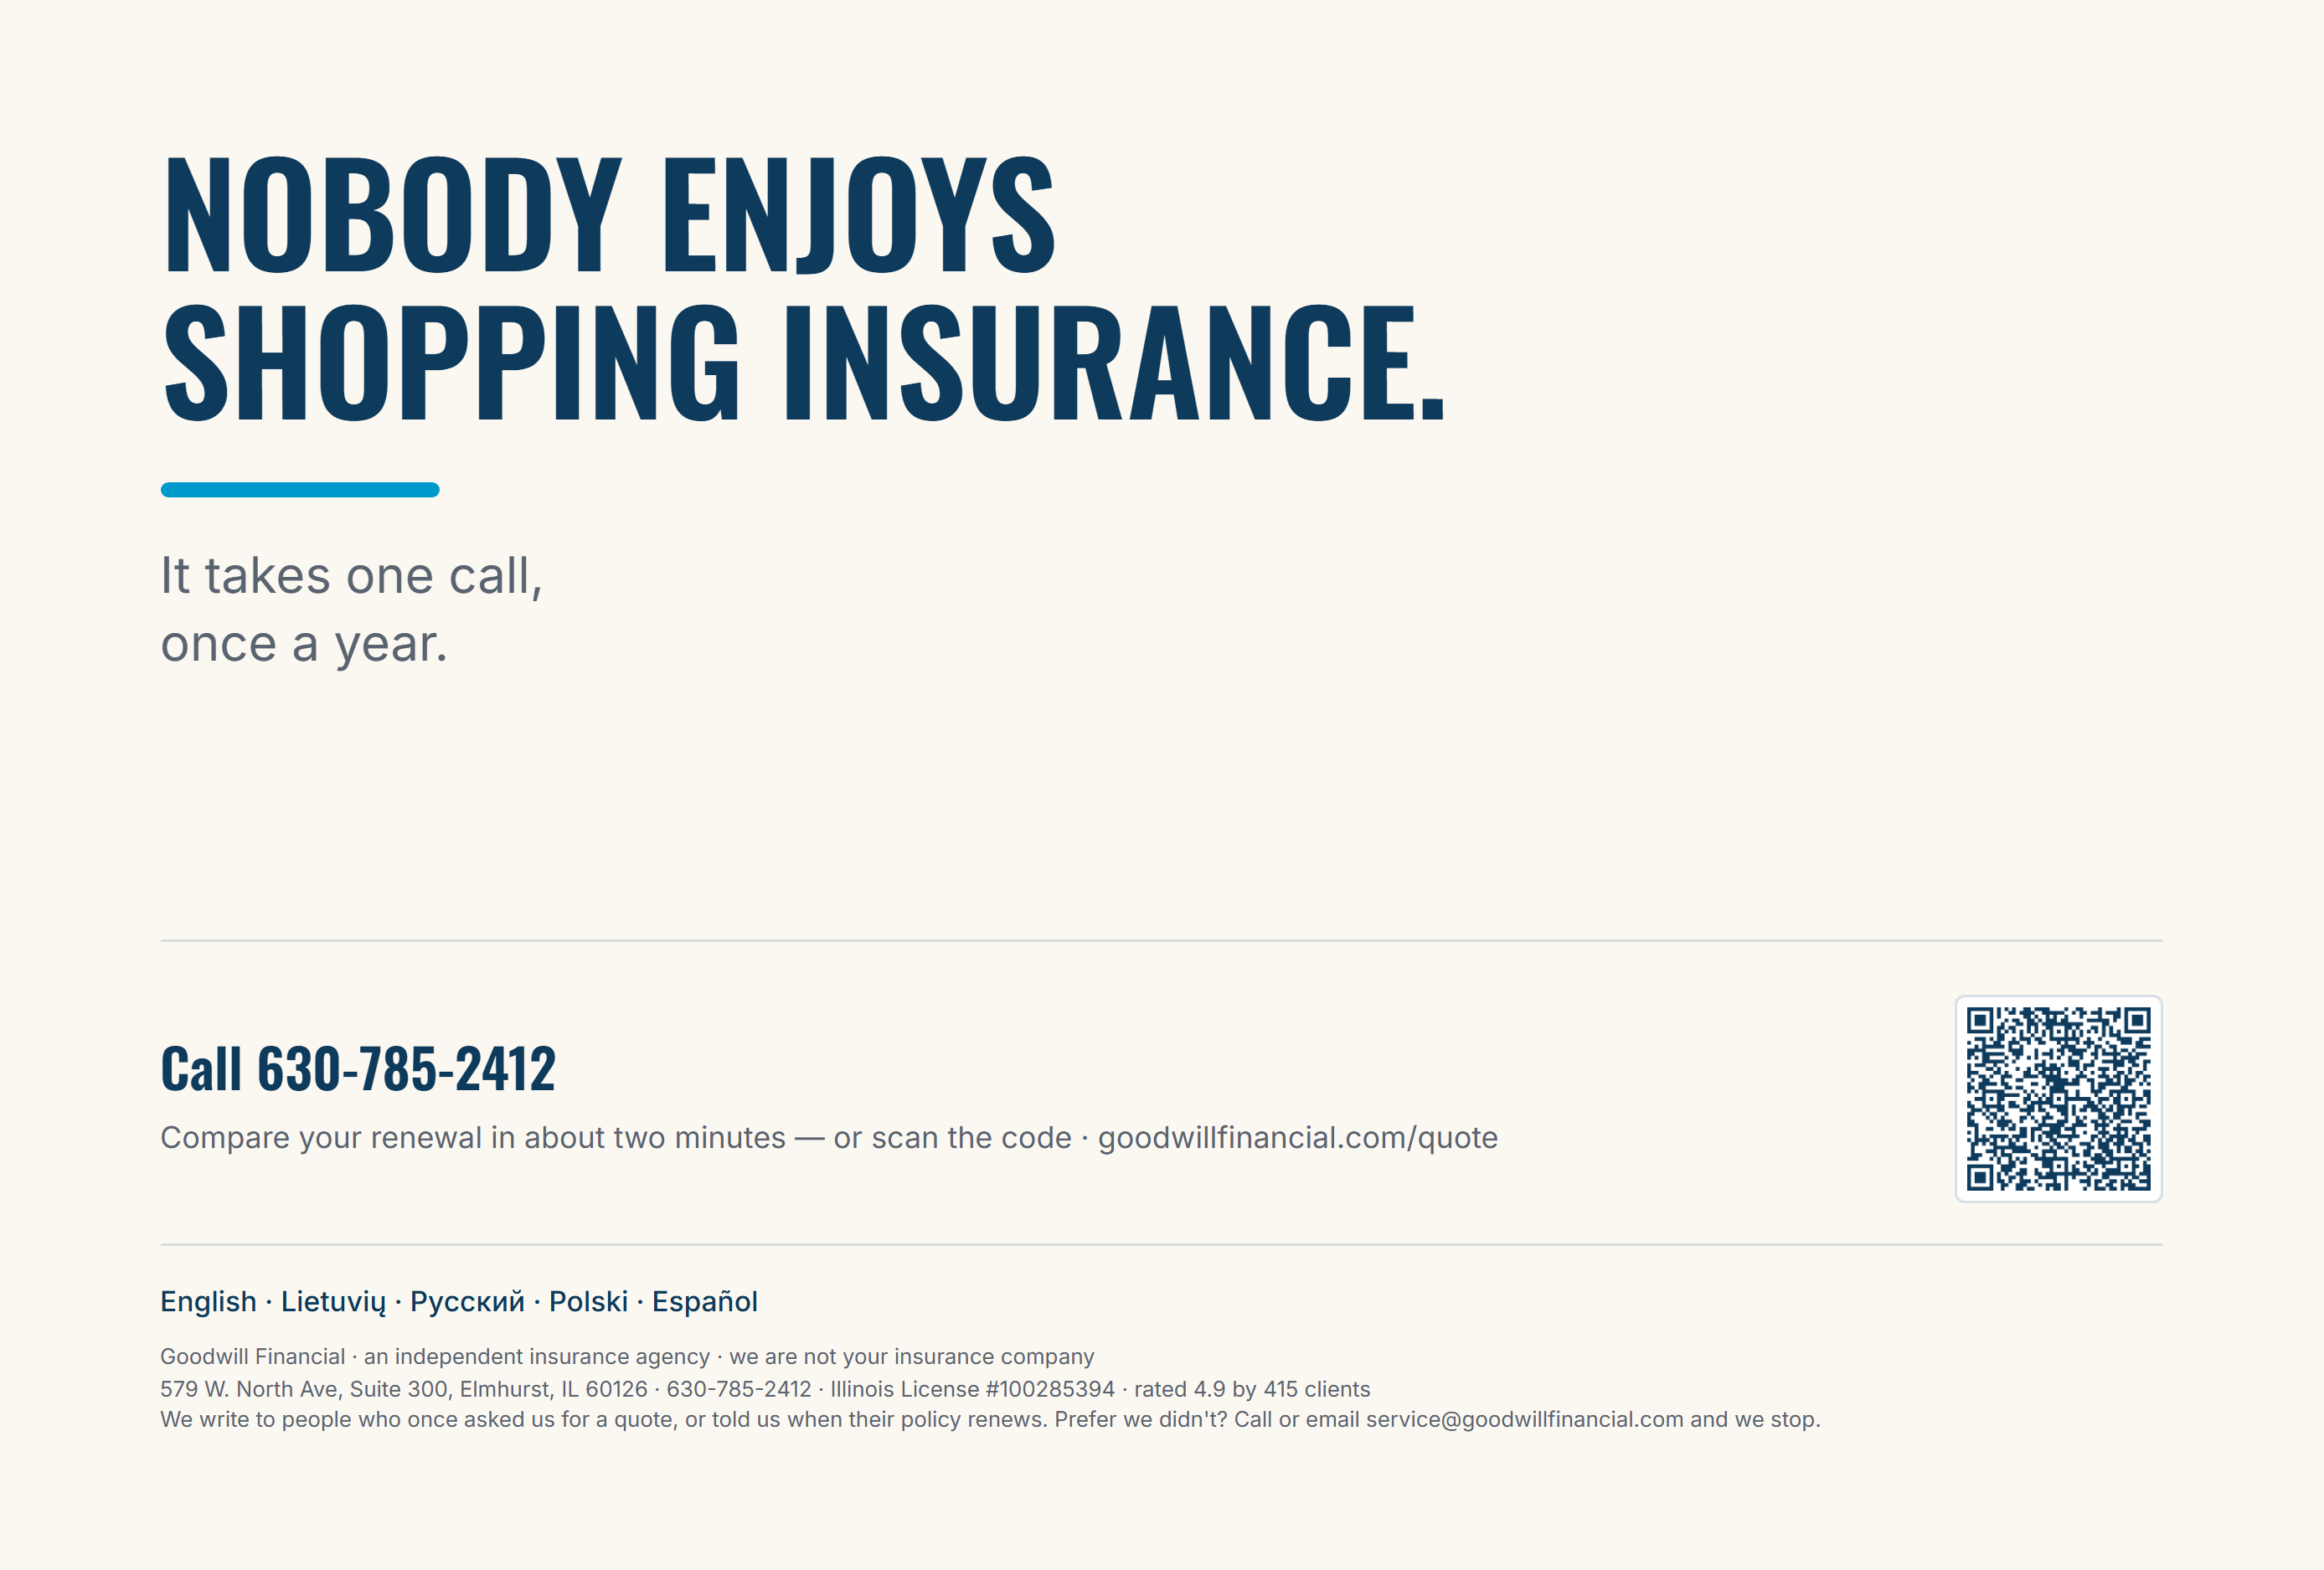 NOBODY ENJOYS
SHOPPING INSURANCE.
It takes one call,
once a year.
Call 630-785-2412
Compare your renewal in about two minutes — or scan the code · goodwillfinancial.com/quote
English · Lietuvių · Русский · Polski · Español
Goodwill Financial · an independent insurance agency · we are not your insurance company
579 W. North Ave, Suite 300, Elmhurst, IL 60126 · 630-785-2412 · Illinois License #100285394 · rated 4.9 by 415 clients
We write to people who once asked us for a quote, or told us when their policy renews. Prefer we didn't? Call or email service@goodwillfinancial.com and we stop.